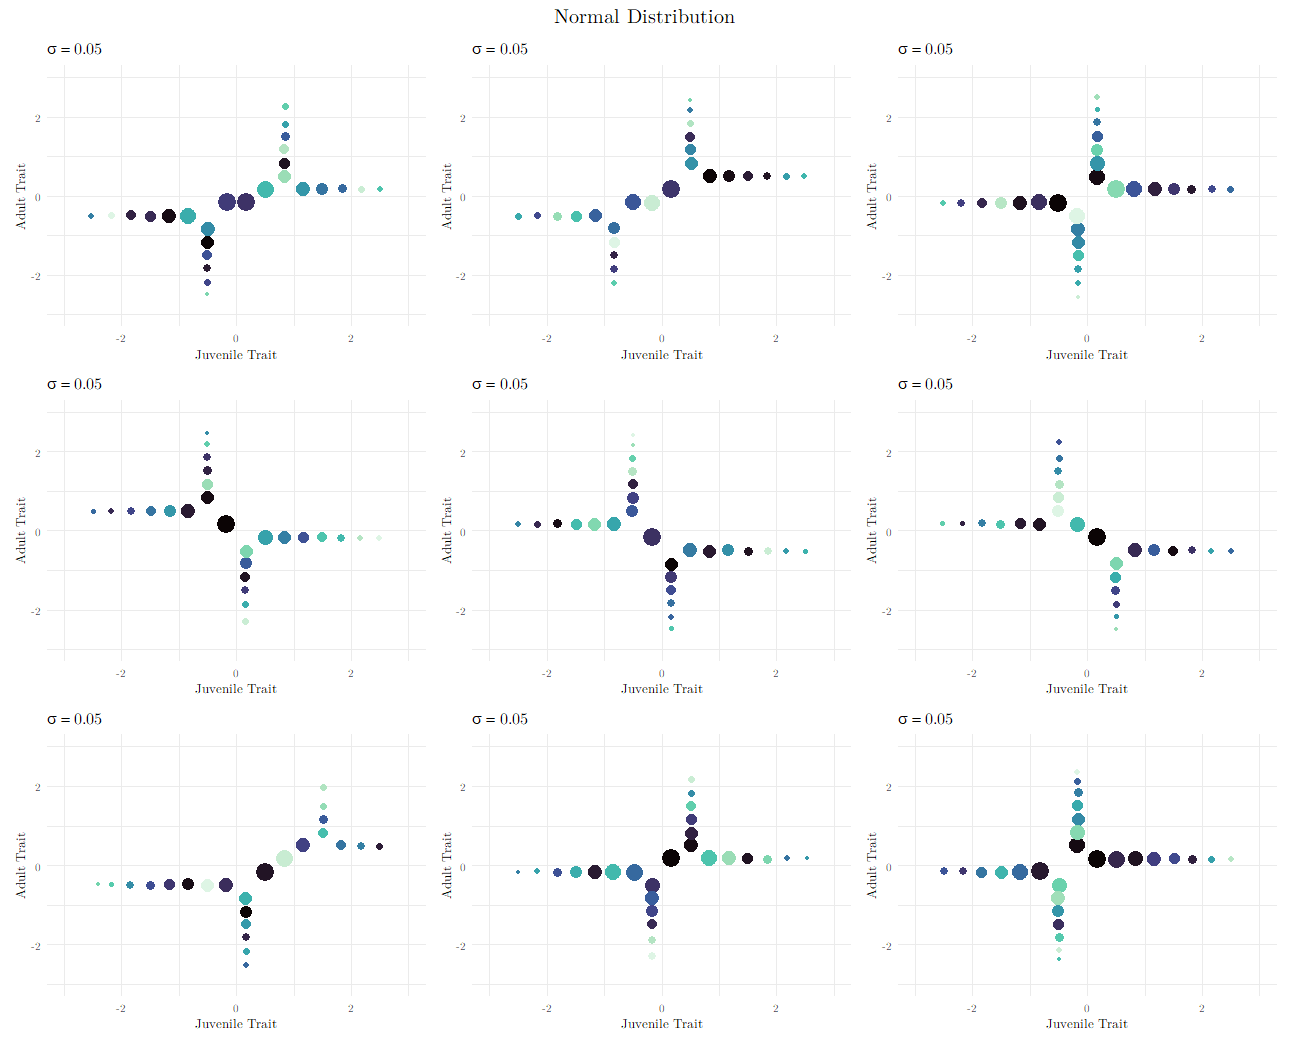 Normal Distribution
σ = 0.05
σ = 0.05
σ = 0.05
Adult Trait
2
0
-2
-2
0
2
Juvenile Trait
Adult Trait
2
0
-2
-2
0
2
Juvenile Trait
Adult Trait
2
0
-2
-2
0
2
Juvenile Trait
σ = 0.05
σ = 0.05
σ = 0.05
Adult Trait
2
0
-2
-2
0
2
Juvenile Trait
Adult Trait
2
0
-2
-2
0
2
Juvenile Trait
Adult Trait
2
0
-2
-2
0
2
Juvenile Trait
σ = 0.05
σ = 0.05
σ = 0.05
Adult Trait
2
0
-2
-2
0
2
Juvenile Trait
Adult Trait
2
0
-2
-2
0
2
Juvenile Trait
Adult Trait
2
0
-2
-2
0
2
Juvenile Trait